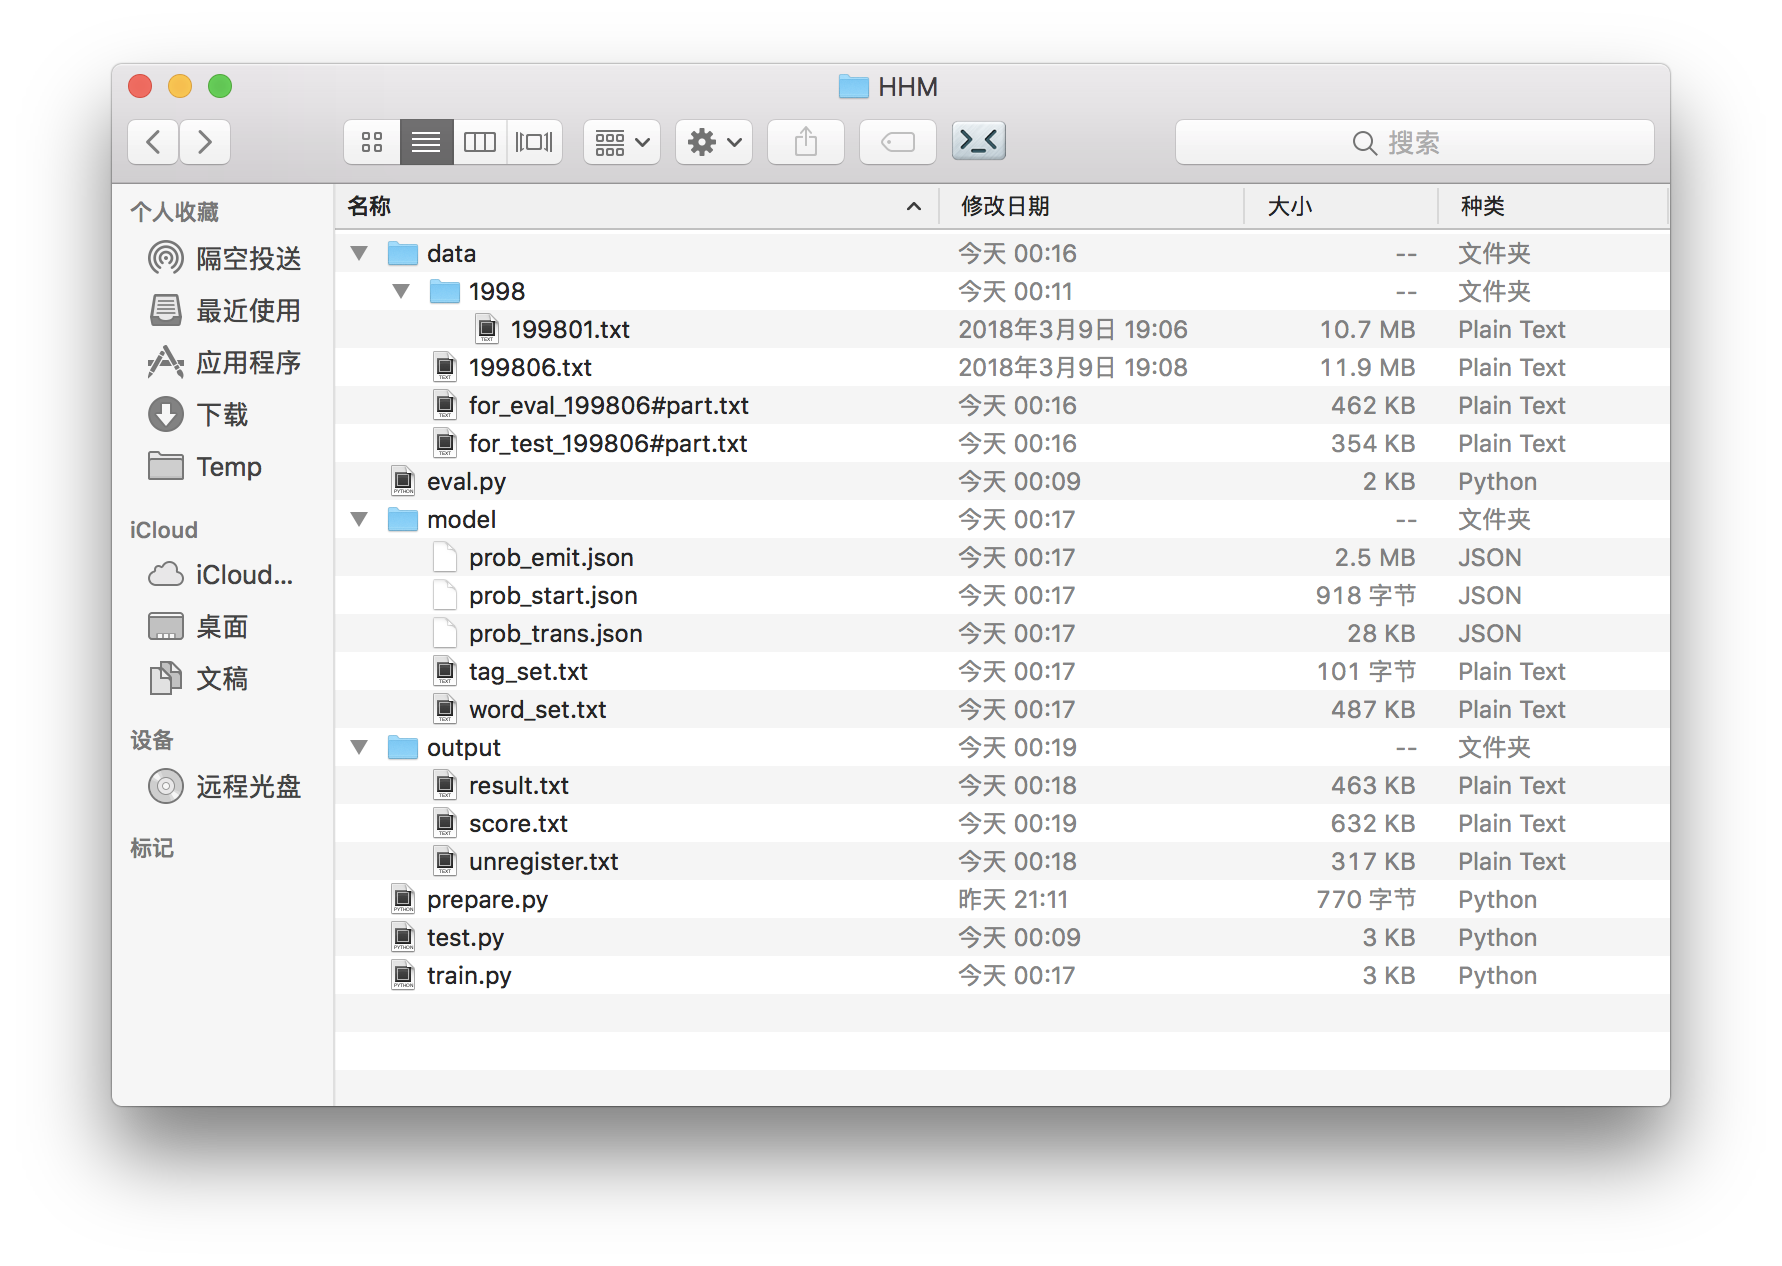 HHM
搜索
个人收藏
隔空投送
最近使用
应用程序
下载
Temp
iCloud
iCloud...
桌面
文稿
设备
远程光盘
标记
名称 修改日期 大小 种类
data 今天 00:16 -- 文件夹
1998 今天 00:11 -- 文件夹
199801.txt 2018年3月9日 19:06 10.7 MB Plain Text
199806.txt 2018年3月9日 19:08 11.9 MB Plain Text
for_eval_199806#part.txt 今天 00:16 462 KB Plain Text
for_test_199806#part.txt 今天 00:16 354 KB Plain Text
eval.py 今天 00:09 2 KB Python
model 今天 00:17 -- 文件夹
prob_emit.json 今天 00:17 2.5 MB JSON
prob_start.json 今天 00:17 918 字节 JSON
prob_trans.json 今天 00:17 28 KB JSON
tag_set.txt 今天 00:17 101 字节 Plain Text
word_set.txt 今天 00:17 487 KB Plain Text
output 今天 00:19 -- 文件夹
result.txt 今天 00:18 463 KB Plain Text
score.txt 今天 00:19 632 KB Plain Text
unregister.txt 今天 00:18 317 KB Plain Text
prepare.py 昨天 21:11 770 字节 Python
test.py 今天 00:09 3 KB Python
train.py 今天 00:17 3 KB Python